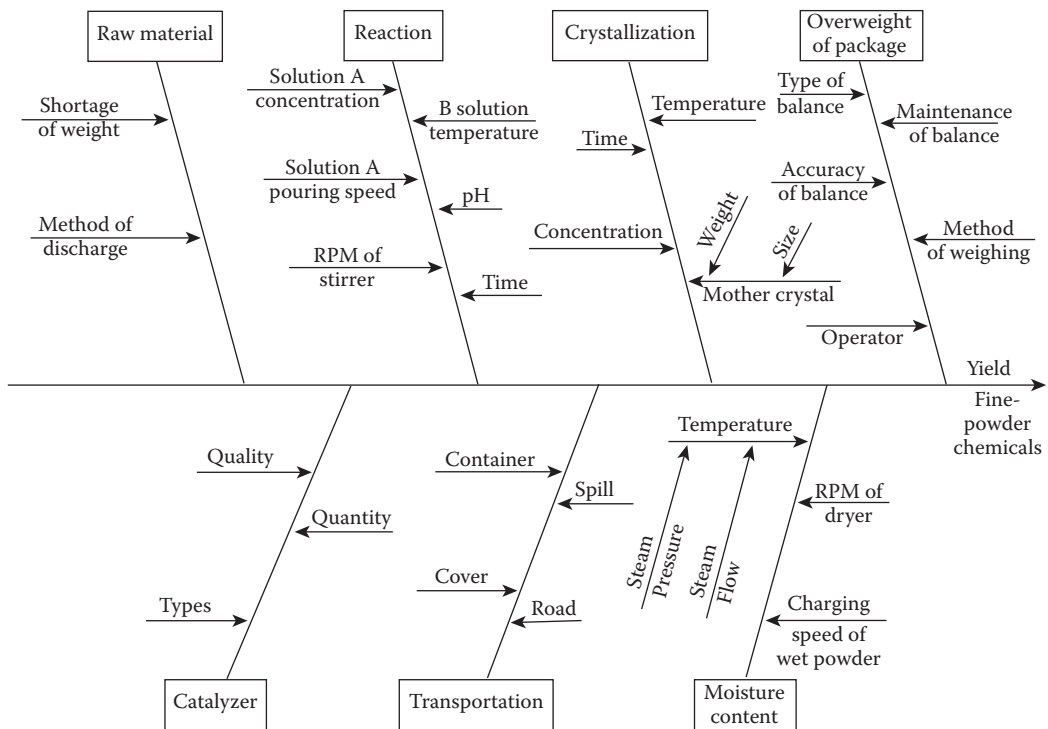 Raw material
Reaction
Crystallization
Overweight
of package
Shortage
of weight
Method of
discharge
Solution A
concentration
B solution
temperature
Solution A
pouring speed
pH
RPM of
stirrer
Time
Temperature
Time
Concentration
Weight
Size
Mother crystal
Type of
balance
Maintenance
of balance
Accuracy
of balance
Method
of weighing
Operator
Yield
Fine-
powder
chemicals
Quality
Quantity
Types
Container
Spill
Cover
Road
Temperature
Steam
Pressure
Steam
Flow
RPM of
dryer
Charging
speed of
wet powder
Catalyzer
Transportation
Moisture
content